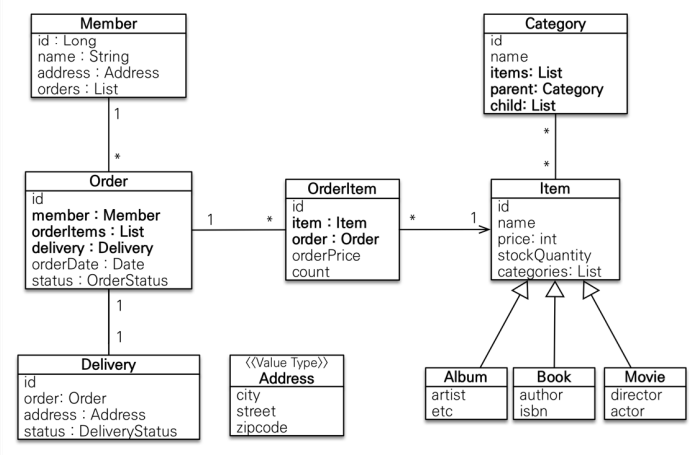 Member
id : Long
name : String
address : Address
orders : List
Category
id
name
items: List
parent: Category
child: List
1
*
*
*
Order
id
member : Member
orderItems : List
delivery : Delivery
orderDate : Date
status : OrderStatus
1
*
OrderItem
id
item : Item
order : Order
orderPrice
count
*
1
Item
id
name
price: int
stockQuantity
categories: List
1
1
Delivery
id
order: Order
address : Address
status : DeliveryStatus
《Value Type》
Address
city
street
zipcode
Album
artist
etc
Book
author
isbn
Movie
director
actor